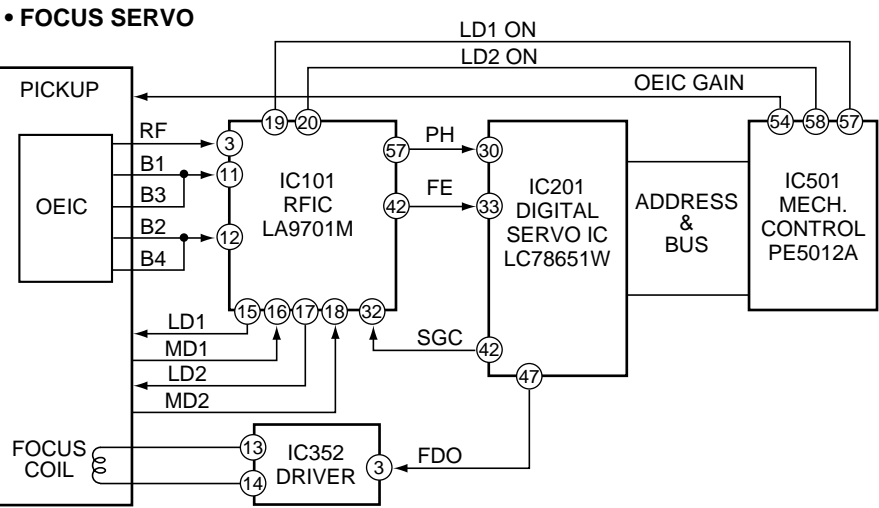 • FOCUS SERVO
LD1 ON
LD2 ON
OEIC GAIN
PICKUP
OEIC
RF
B1
B3
B2
B4
3
11
12
19
20
IC101
RFIC
LA9701M
57
42
PH
FE
30
33
IC201
DIGITAL
SERVO IC
LC78651W
ADDRESS
&
BUS
54
58
57
IC501
MECH.
CONTROL
PE5012A
15
16
17
18
32
LD1
MD1
LD2
MD2
SGC
42
47
FOCUS
COIL
13
14
IC352
DRIVER
3
FDO